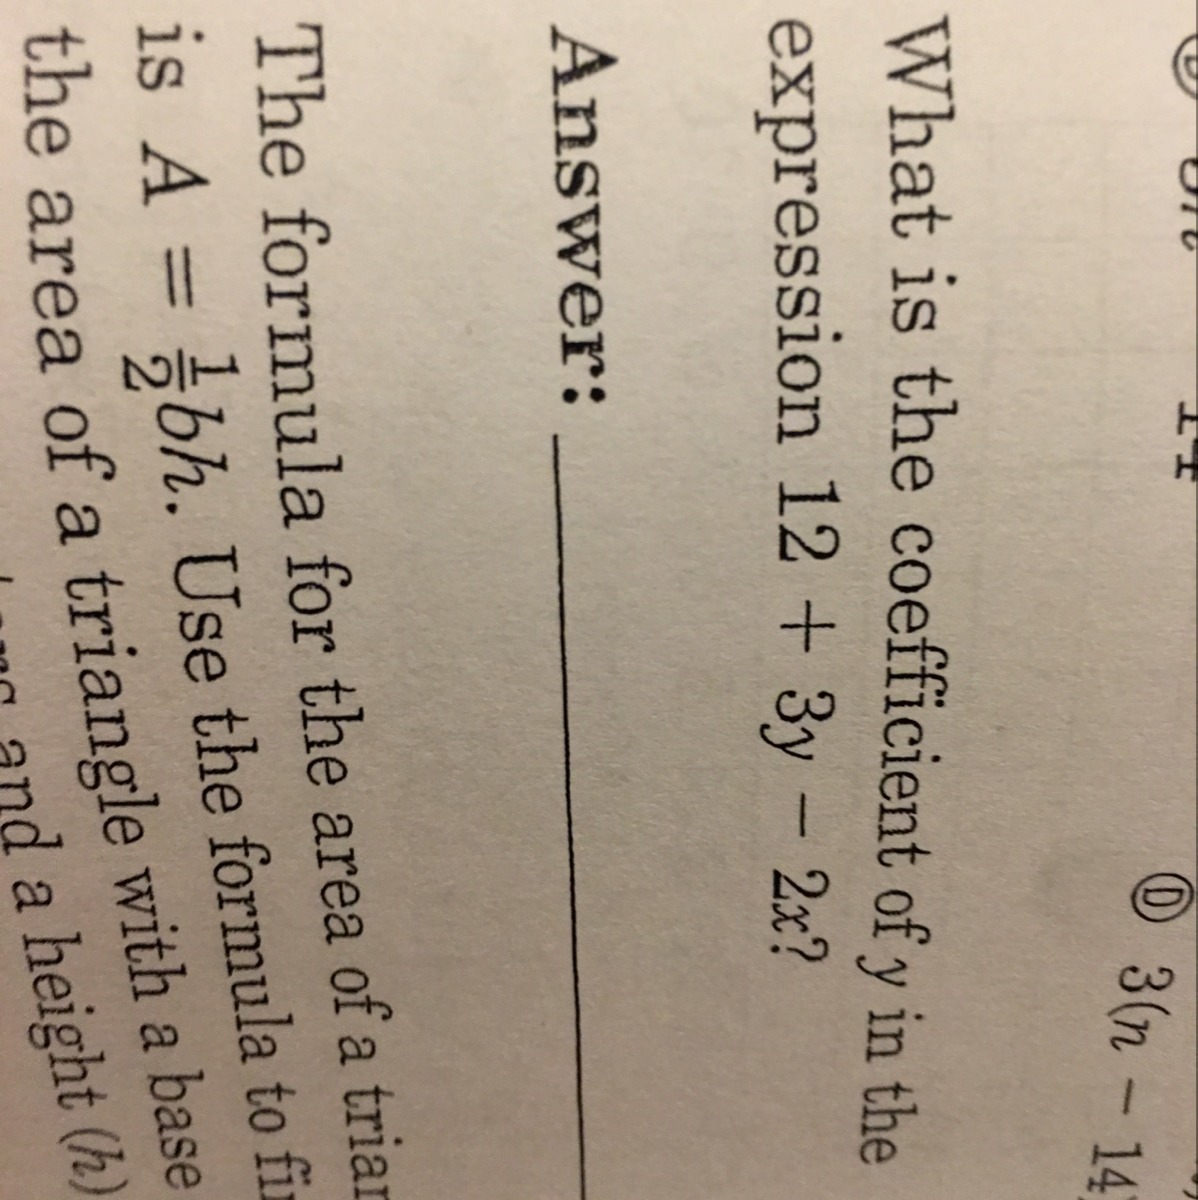 Ⓓ 3(n − 14
What is the coefficient of y in the
expression 12 + 3y − 2x?
Answer:
The formula for the area of a
is A = 1/2bh. Use the formula to
the area of a triangle with a base
and a height (h)